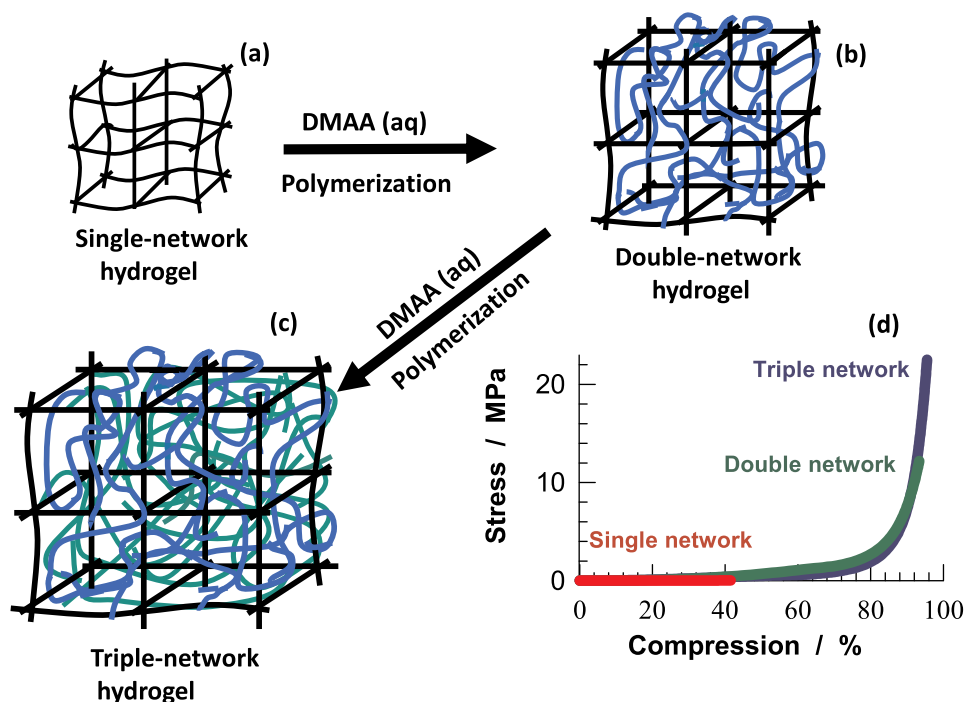 (a)
Single-network
hydrogel
DMAA (aq)
Polymerization
(b)
Double-network
hydrogel
DMAA (aq)
Polymerization
(c)
Triple-network
hydrogel
(d)
Stress / MPa
20
10
0
Triple network
Double network
Single network
0 20 40 60 80 100
Compression / %